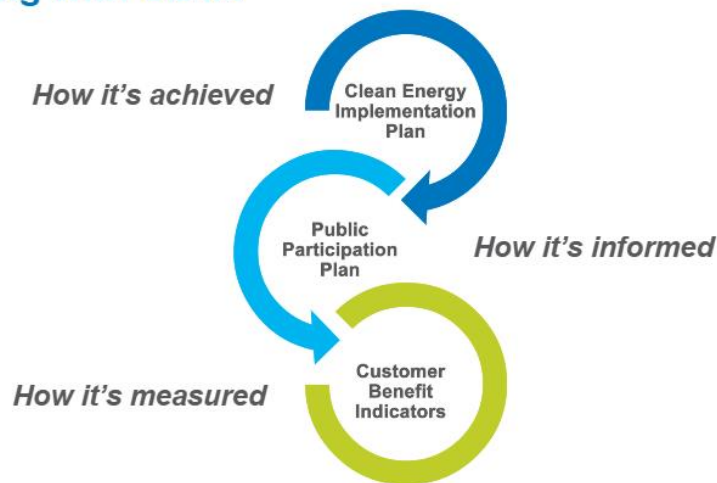 How it's achieved
Clean Energy
Implementation
Plan
Public
Participation
Plan
How it's informed
Customer
Benefit
Indicators
How it's measured